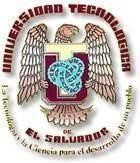 UNIVERSIDAD TECNOLOGICA
DE
EL SALVADOR
La Tecnología y la Ciencia para el desarrollo de un pueblo